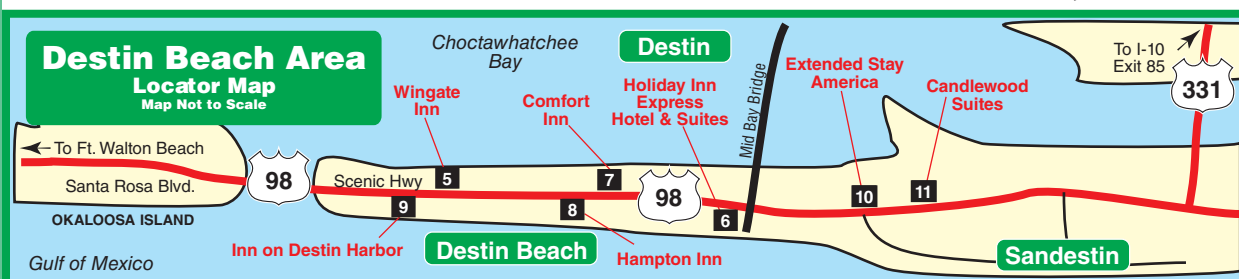 Destin Beach Area
Locator Map
Map Not to Scale
Choctawhatchee
Bay
Destin
Mid Bay Bridge
To I-10
Exit 85
331
Wingate
Inn
Comfort
Inn
Holiday Inn
Express
Hotel & Suites
Extended Stay
America
Candlewood
Suites
To Ft. Walton Beach
Santa Rosa Blvd.
OKALOOSA ISLAND
98
Scenic Hwy
5
7
98
10
11
9
8
6
Inn on Destin Harbor
Destin Beach
Hampton Inn
Sandestin
Gulf of Mexico